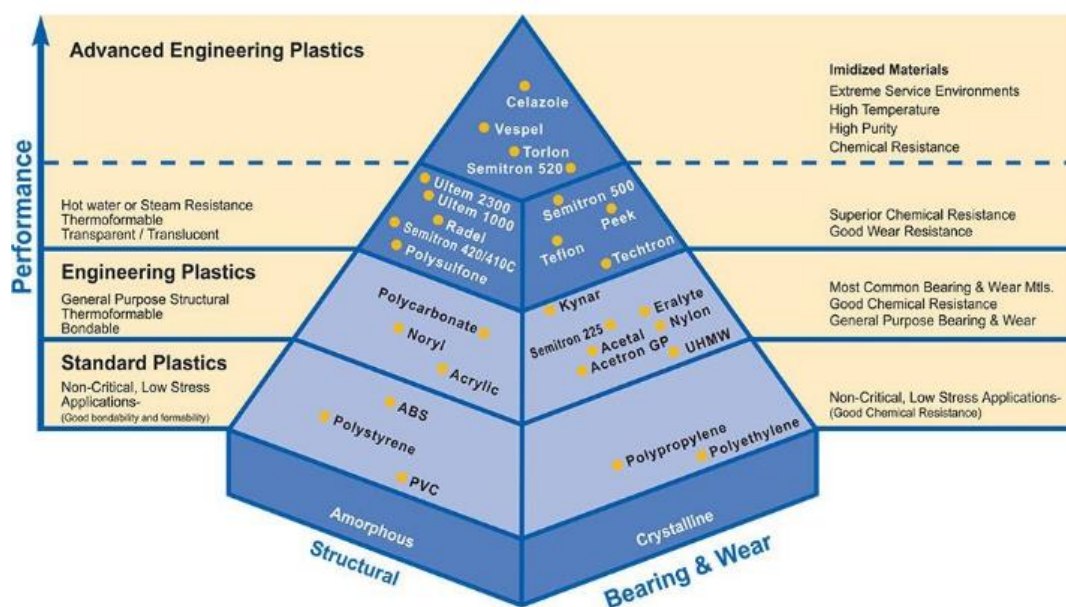 Advanced Engineering Plastics
Imidized Materials
Extreme Service Environments
High Temperature
High Purity
Chemical Resistance
Celazole
Vespel
Torlon
Semitron 520
Performance
Hot water or Steam Resistance
Thermoformable
Transparent / Translucent
Ultem 2300
Ultem 1000
Radel
Semitron 420/410C
Polysulfone
Semitron 500
Peek
Teflon
Techtron
Superior Chemical Resistance
Good Wear Resistance
Engineering Plastics
General Purpose Structural
Thermoformable
Bondable
Polycarbonate
Noryl
Acrylic
Kynar
Eralyte
Semitron 225
Nylon
Acetal
Acetron GP
UHMW
Most Common Bearing & Wear Mtls.
Good Chemical Resistance
General Purpose Bearing & Wear
Standard Plastics
Non-Critical, Low Stress
Applications-
(Good bondability and formability)
ABS
Polystyrene
PVC
Polypropylene
Polyethylene
Non-Critical, Low Stress Applications-
(Good Chemical Resistance)
Amorphous
Crystalline
Structural
Bearing & Wear